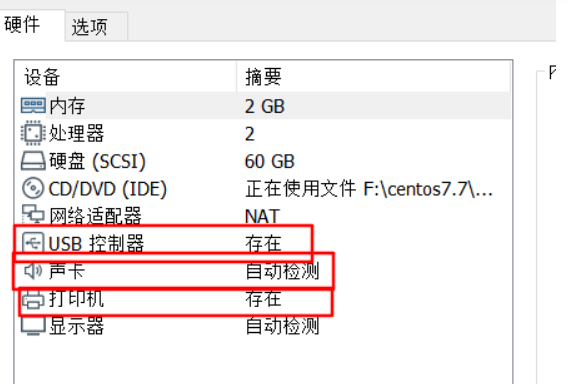 硬件 选项
设备 摘要
内存 2 GB
处理器 2
硬盘 (SCSI) 60 GB
CD/DVD (IDE) 正在使用文件 F:\centos7.7\...
网络适配器 NAT
USB 控制器 存在
声卡 自动检测
打印机 存在
显示器 自动检测